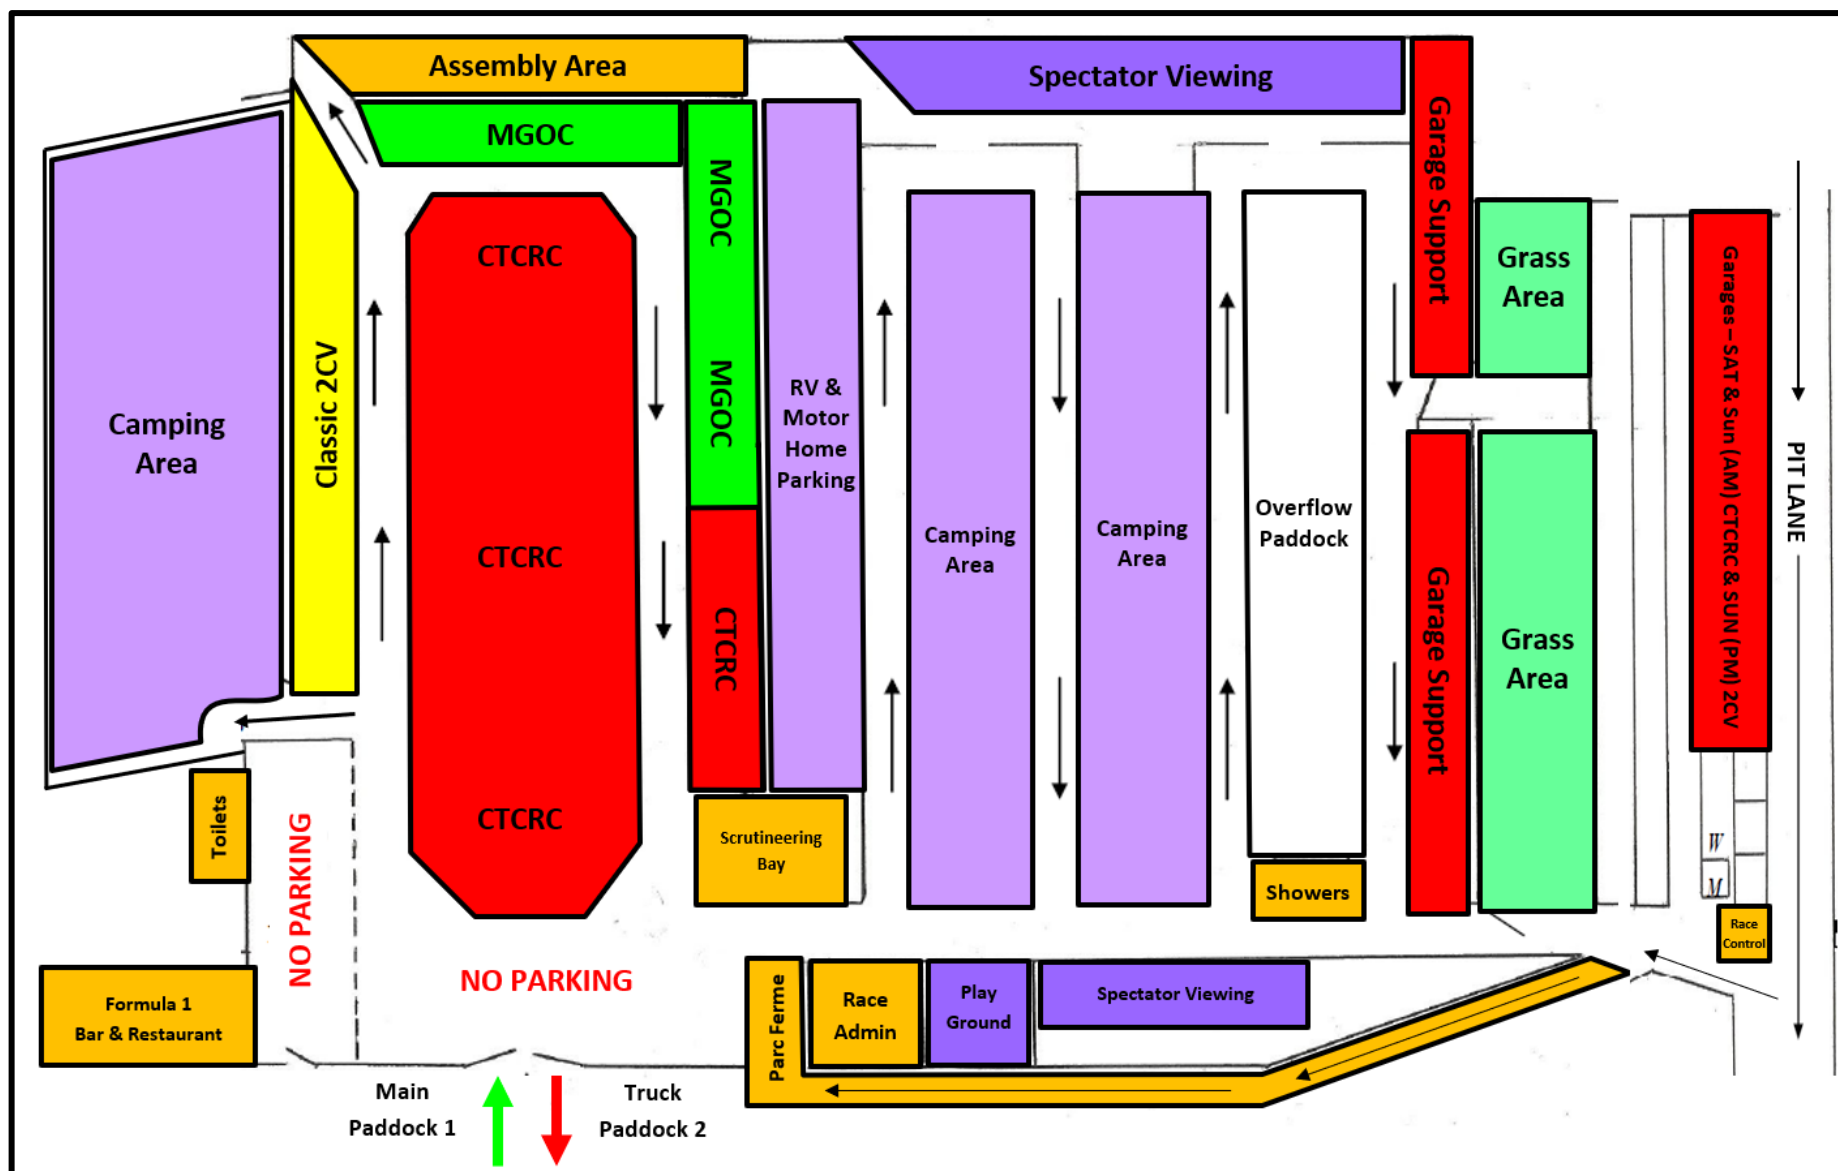 Assembly Area
Spectator Viewing
MGOC
MGOC
MGOC
CTCRC
CTCRC
CTCRC
CTCRC
Camping
Area
Classic 2CV
RV &
Motor
Home
Parking
Camping
Area
Camping
Area
Overflow
Paddock
Garage Support
Garage Support
Grass
Area
Grass
Area
Garages – SAT & Sun (AM) CTCRC & SUN (PM) 2CV
PIT LANE
Toilets
NO PARKING
Scrutineering
Bay
Showers
W
M
Race
Control
Formula 1
Bar & Restaurant
NO PARKING
Parc Ferme
Race
Admin
Play
Ground
Spectator Viewing
Main
Paddock 1
Truck
Paddock 2